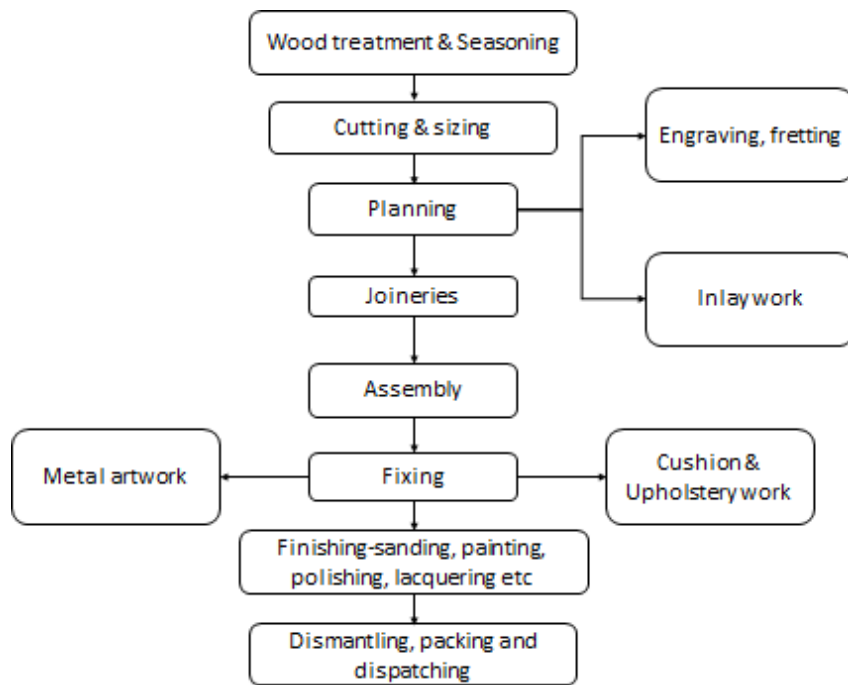 Wood treatment & Seasoning
Cutting & sizing
Engraving, fretting
Planning
Joineries
Inlay work
Assembly
Metal artwork
Fixing
Cushion &
Upholstery work
Finishing-sanding, painting,
polishing, lacquering etc
Dismantling, packing and
dispatching